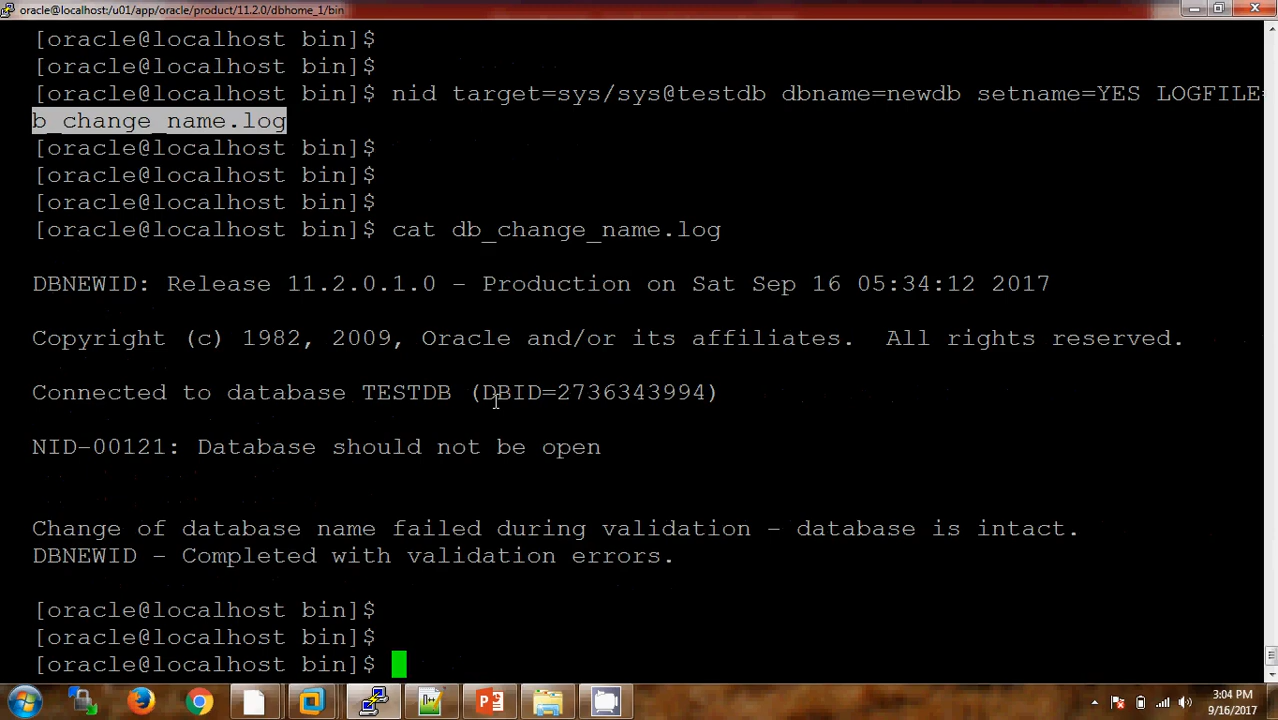 oracle@localhost:/u01/app/oracle/product/11.2.0/dbhome_1/bin
[oracle@localhost bin]$
[oracle@localhost bin]$
[oracle@localhost bin]$ nid target=sys/sys@testdb dbname=newdb setname=YES LOGFILE=
b_change_name.log
[oracle@localhost bin]$
[oracle@localhost bin]$
[oracle@localhost bin]$
[oracle@localhost bin]$ cat db_change_name.log
DBNEWID: Release 11.2.0.1.0 - Production on Sat Sep 16 05:34:12 2017
Copyright (c) 1982, 2009, Oracle and/or its affiliates.  All rights reserved.
Connected to database TESTDB (DBID=2736343994)
NID-00121: Database should not be open
Change of database name failed during validation - database is intact.
DBNEWID - Completed with validation errors.
[oracle@localhost bin]$
[oracle@localhost bin]$
[oracle@localhost bin]$
3:04 PM
9/16/2017